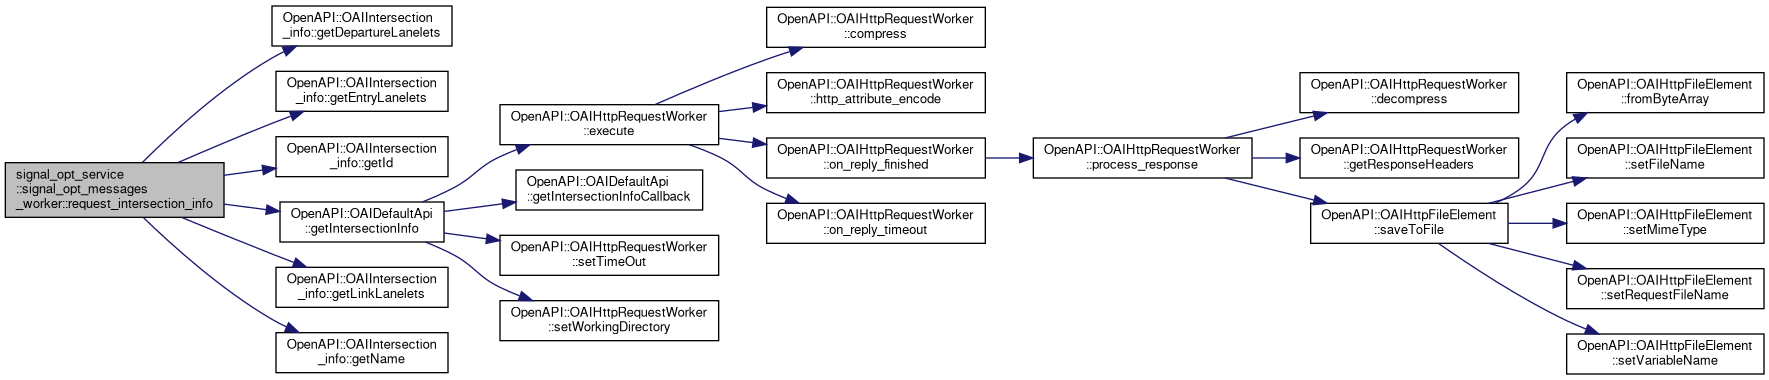 signal_opt_service
::signal_opt_messages
_worker::request_intersection_info
OpenAPI::OAIIntersection
_info::getDepartureLanelets
OpenAPI::OAIIntersection
_info::getEntryLanelets
OpenAPI::OAIIntersection
_info::getId
OpenAPI::OAIDefaultApi
::getIntersectionInfo
OpenAPI::OAIIntersection
_info::getLinkLanelets
OpenAPI::OAIIntersection
_info::getName
OpenAPI::OAIHttpRequestWorker
::execute
OpenAPI::OAIDefaultApi
::getIntersectionInfoCallback
OpenAPI::OAIHttpRequestWorker
::setTimeOut
OpenAPI::OAIHttpRequestWorker
::setWorkingDirectory
OpenAPI::OAIHttpRequestWorker
::compress
OpenAPI::OAIHttpRequestWorker
::http_attribute_encode
OpenAPI::OAIHttpRequestWorker
::on_reply_finished
OpenAPI::OAIHttpRequestWorker
::on_reply_timeout
OpenAPI::OAIHttpRequestWorker
::process_response
OpenAPI::OAIHttpRequestWorker
::decompress
OpenAPI::OAIHttpRequestWorker
::getResponseHeaders
OpenAPI::OAIHttpFileElement
::saveToFile
OpenAPI::OAIHttpFileElement
::fromByteArray
OpenAPI::OAIHttpFileElement
::setFileName
OpenAPI::OAIHttpFileElement
::setMimeType
OpenAPI::OAIHttpFileElement
::setRequestFileName
OpenAPI::OAIHttpFileElement
::setVariableName